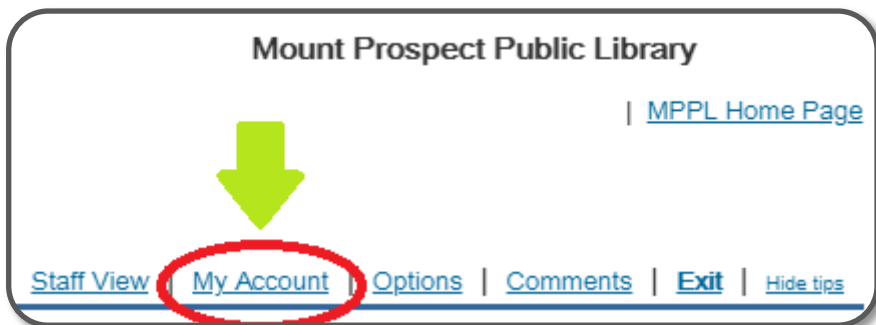 Mount Prospect Public Library
| MPPL Home Page
Staff View | My Account | Options | Comments | Exit | Hide tips